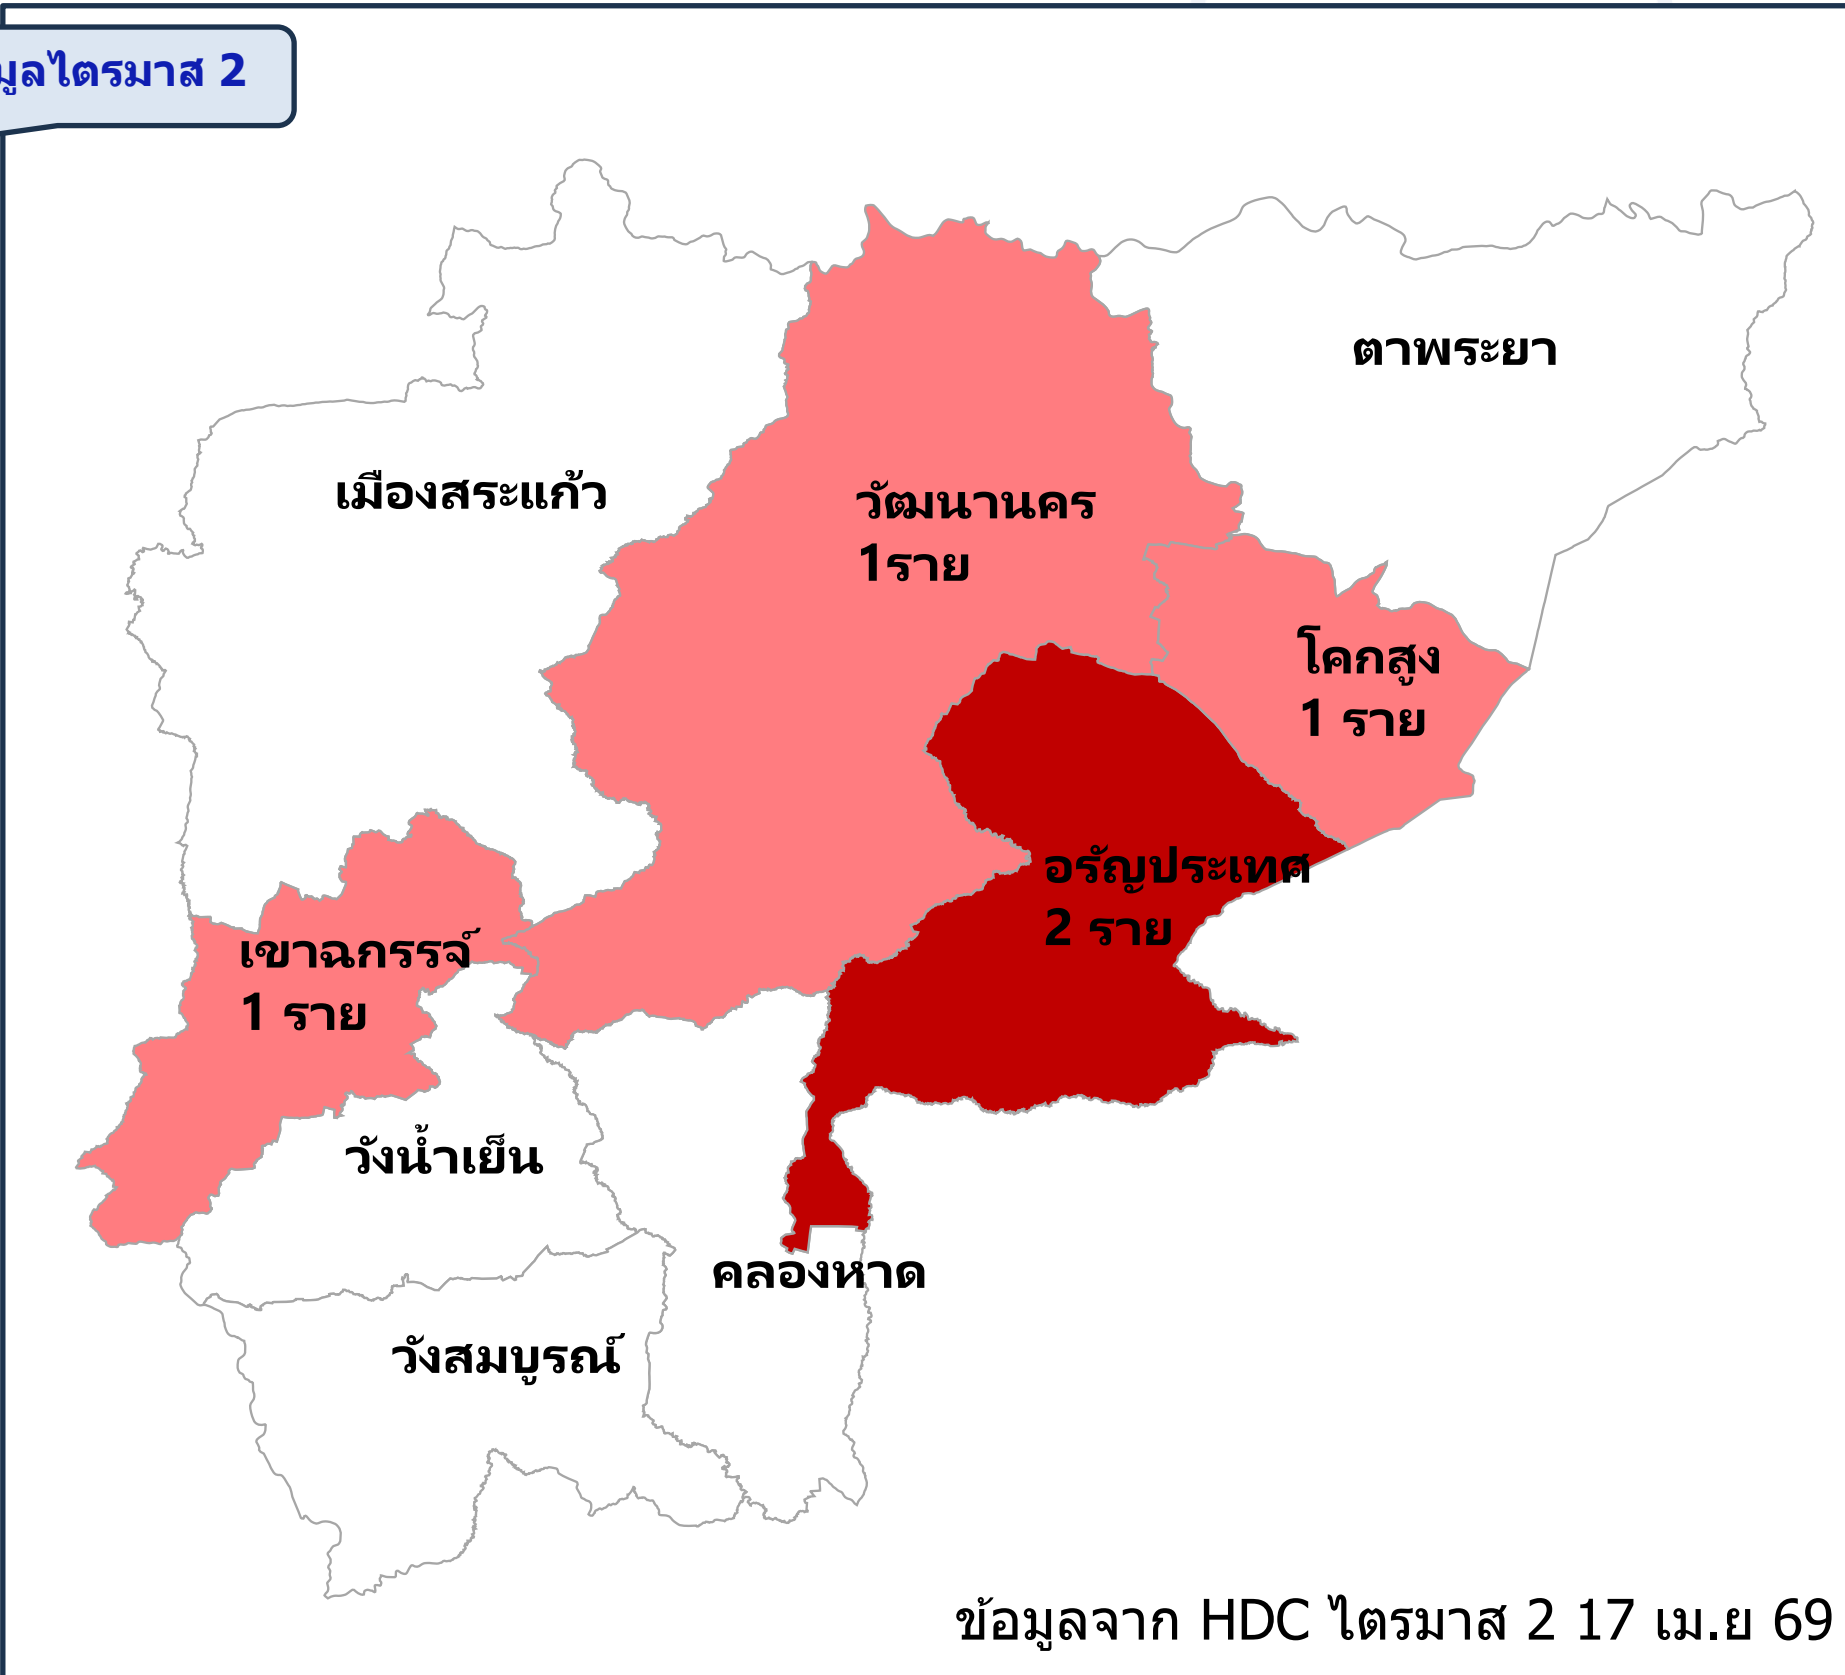 มูลไตรมาส 2
ตาพระยา
เมืองสระแก้ว
วัฒนานคร
1ราย
โคกสูง
1 ราย
อรัญประเทศ
2 ราย
เขาฉกรรจ์
1 ราย
วังน้ำเย็น
คลองหาด
วังสมบูรณ์
ข้อมูลจาก HDC ไตรมาส 2 17 เม.ย 69